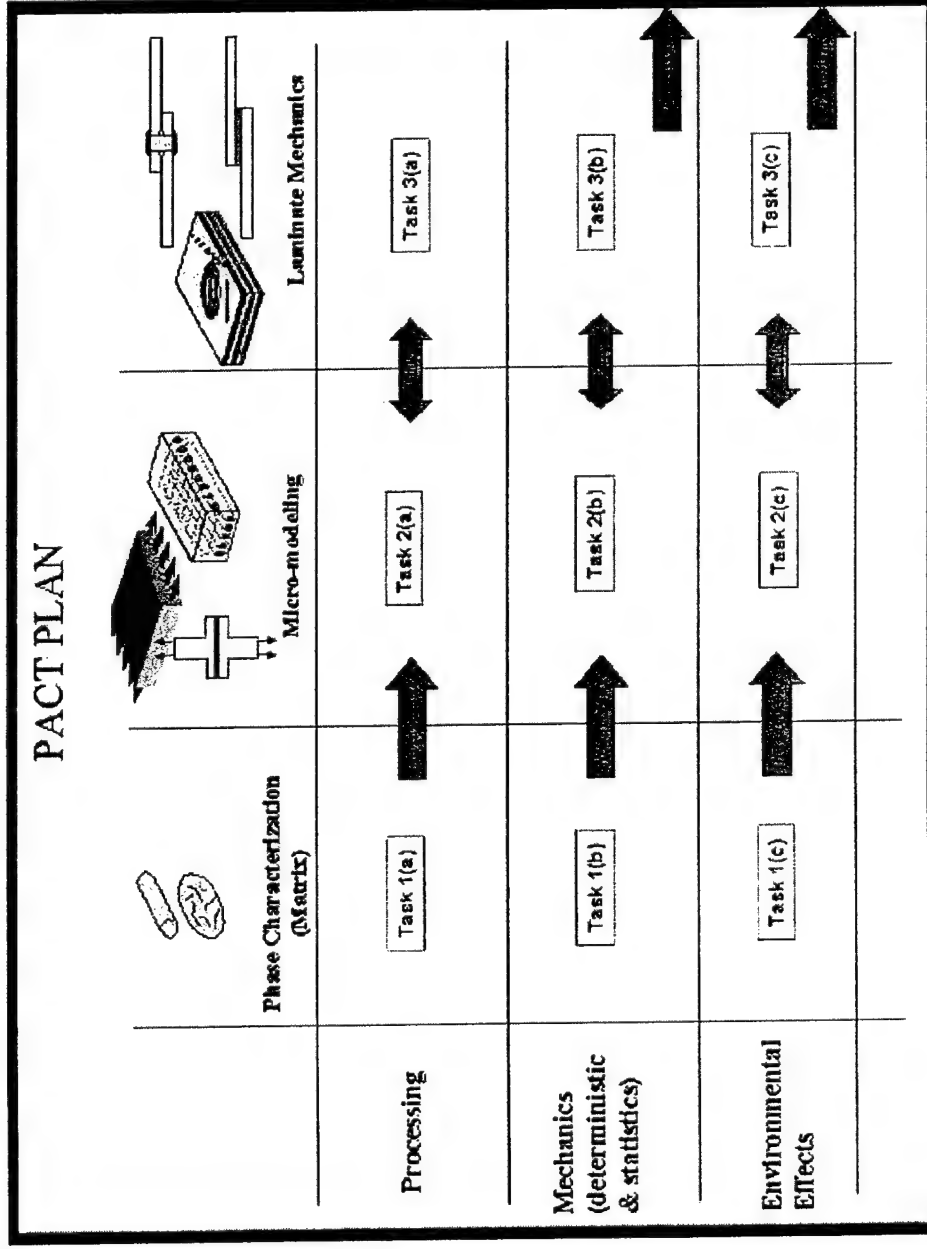 PACT PLAN
Phase Characterization
(Matrix)
Micro-modeling
Laminate Mechanics
Processing
Task 1(a)
Task 2(a)
Task 3(a)
Mechanics
(deterministic
& statistics)
Task 1(b)
Task 2(b)
Task 3(b)
Environmental
Effects
Task 1(c)
Task 2(c)
Task 3(c)